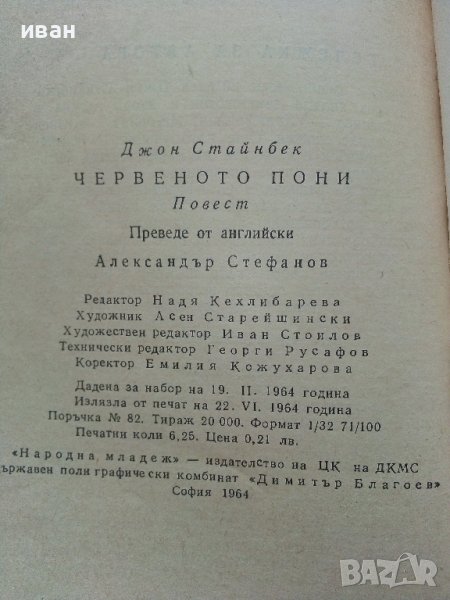 иван
Джон Стайнбек
ЧЕРВЕНОТО ПОНИ
Повест
Преведе от английски
Александър Стефанов
Редактор Надя Кехлибарева
Художник Асен Старейшински
Художествен редактор Иван Стоилов
Технически редактор Георги Русафов
Коректор Емилия Кожухарова
Дадена за набор на 19. II. 1964 година
Излязла от печат на 22. VI. 1964 година
Поръчка № 82. Тираж 20 000. Формат 1/32 71/100
Печатни коли 6,25. Цена 0,21 лв.
«Народна младеж» — издателство на ЦК на ДКМС
държавен полиграфически комбинат «Димитър Благоев»
София 1964
BAZAR